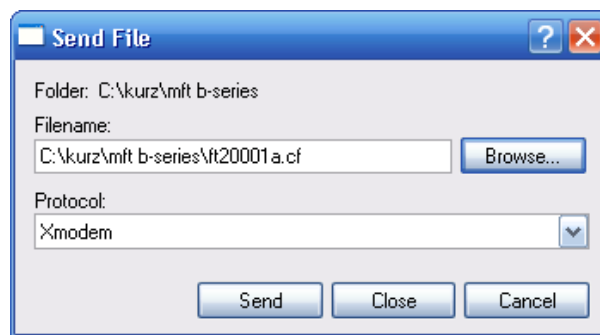 Send File
Folder: C:\kurz\mft b-series
Filename:
C:\kurz\mft b-series\ft20001a.cf
Browse...
Protocol:
Xmodem
Send Close Cancel